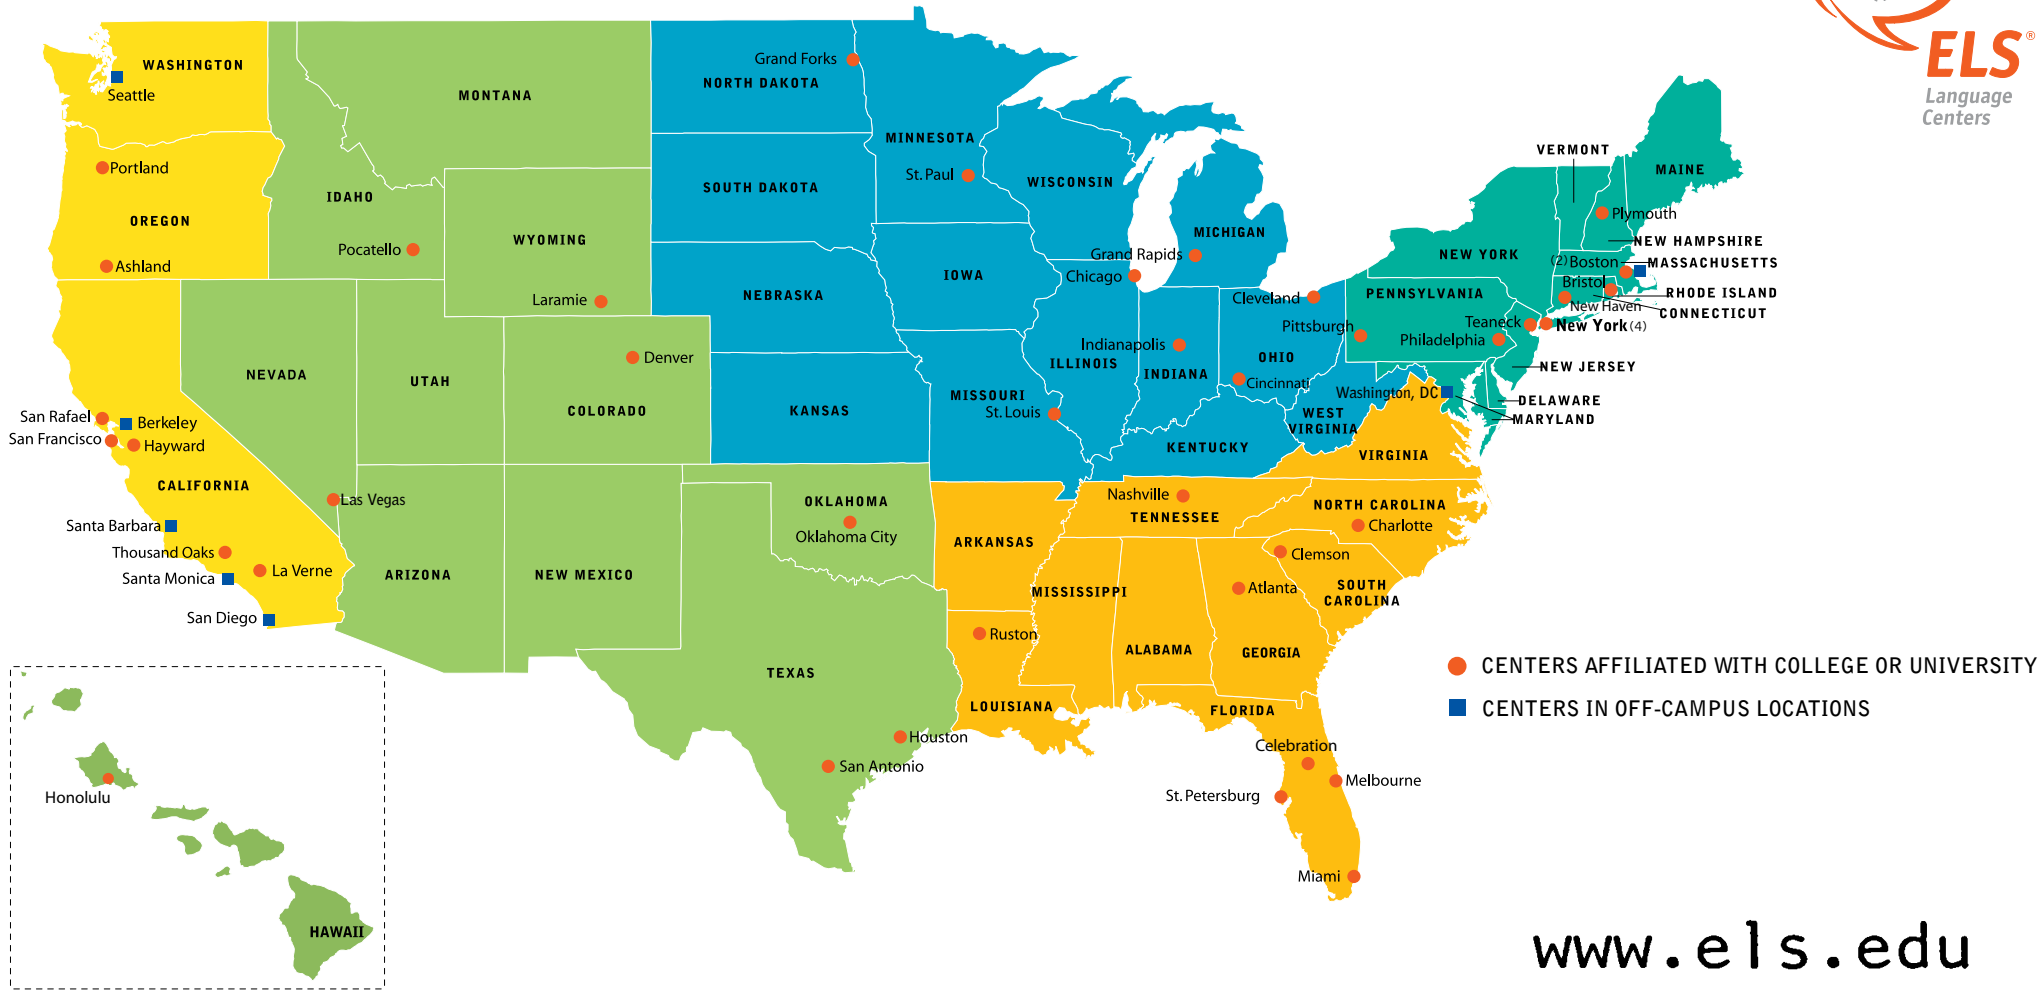 ELS®
Language
Centers
WASHINGTON
Seattle
Portland
OREGON
Ashland
MONTANA
IDAHO
Pocatello
WYOMING
Laramie
NEVADA
UTAH
Denver
COLORADO
San Rafael
Berkeley
San Francisco
Hayward
CALIFORNIA
Las Vegas
Santa Barbara
Thousand Oaks
La Verne
Santa Monica
San Diego
ARIZONA
NEW MEXICO
OKLAHOMA
Oklahoma City
TEXAS
Houston
San Antonio
Honolulu
HAWAII
Grand Forks
NORTH DAKOTA
MINNESOTA
St. Paul
SOUTH DAKOTA
WISCONSIN
MICHIGAN
Grand Rapids
Chicago
IOWA
NEBRASKA
Cleveland
Indianapolis
ILLINOIS
INDIANA
OHIO
Cincinnati
KANSAS
MISSOURI
St. Louis
WEST
VIRGINIA
KENTUCKY
VERMONT
MAINE
Plymouth
NEW HAMPSHIRE
NEW YORK
(2) Boston
MASSACHUSETTS
Bristol
RHODE ISLAND
New Haven
CONNECTICUT
PENNSYLVANIA
Pittsburgh
Teaneck
New York (4)
Philadelphia
NEW JERSEY
Washington, DC
DELAWARE
MARYLAND
VIRGINIA
Nashville
TENNESSEE
NORTH CAROLINA
Charlotte
ARKANSAS
Clemson
MISSISSIPPI
Atlanta
SOUTH
CAROLINA
Ruston
ALABAMA
GEORGIA
LOUISIANA
FLORIDA
Celebration
Melbourne
St. Petersburg
Miami
CENTERS AFFILIATED WITH COLLEGE OR UNIVERSITY
CENTERS IN OFF-CAMPUS LOCATIONS
www.els.edu